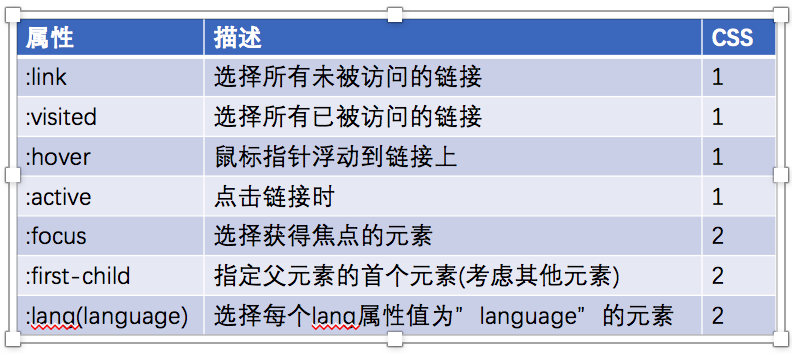 属性 描述 CSS
:link 选择所有未被访问的链接 1
:visited 选择所有已被访问的链接 1
:hover 鼠标指针浮动到链接上 1
:active 点击链接时 1
:focus 选择获得焦点的元素 2
:first-child 指定父元素的首个元素(考虑其他元素) 2
:lang(language) 选择每个lang属性值为”language”的元素 2